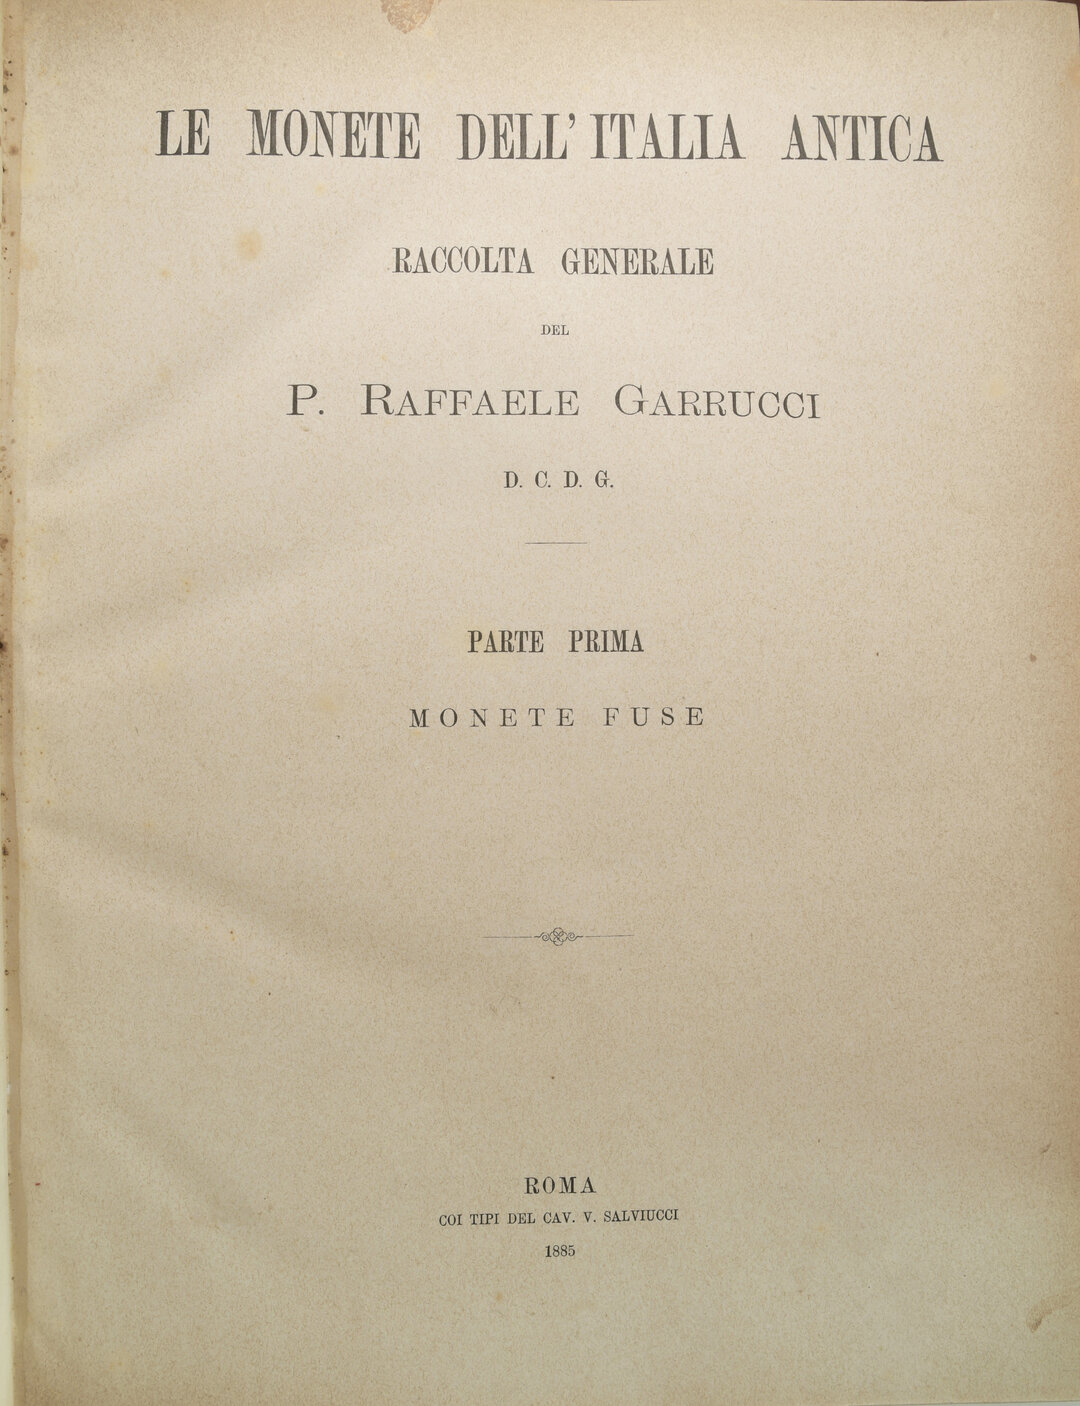 LE MONETE DELL' ITALIA ANTICA
RACCOLTA GENERALE
DEL
P. RAFFAELE GARRUCCI
D. C. D. G.
PARTE PRIMA
MONETE FUSE
ROMA
COI TIPI DEL CAV. V. SALVIUCCI
1885